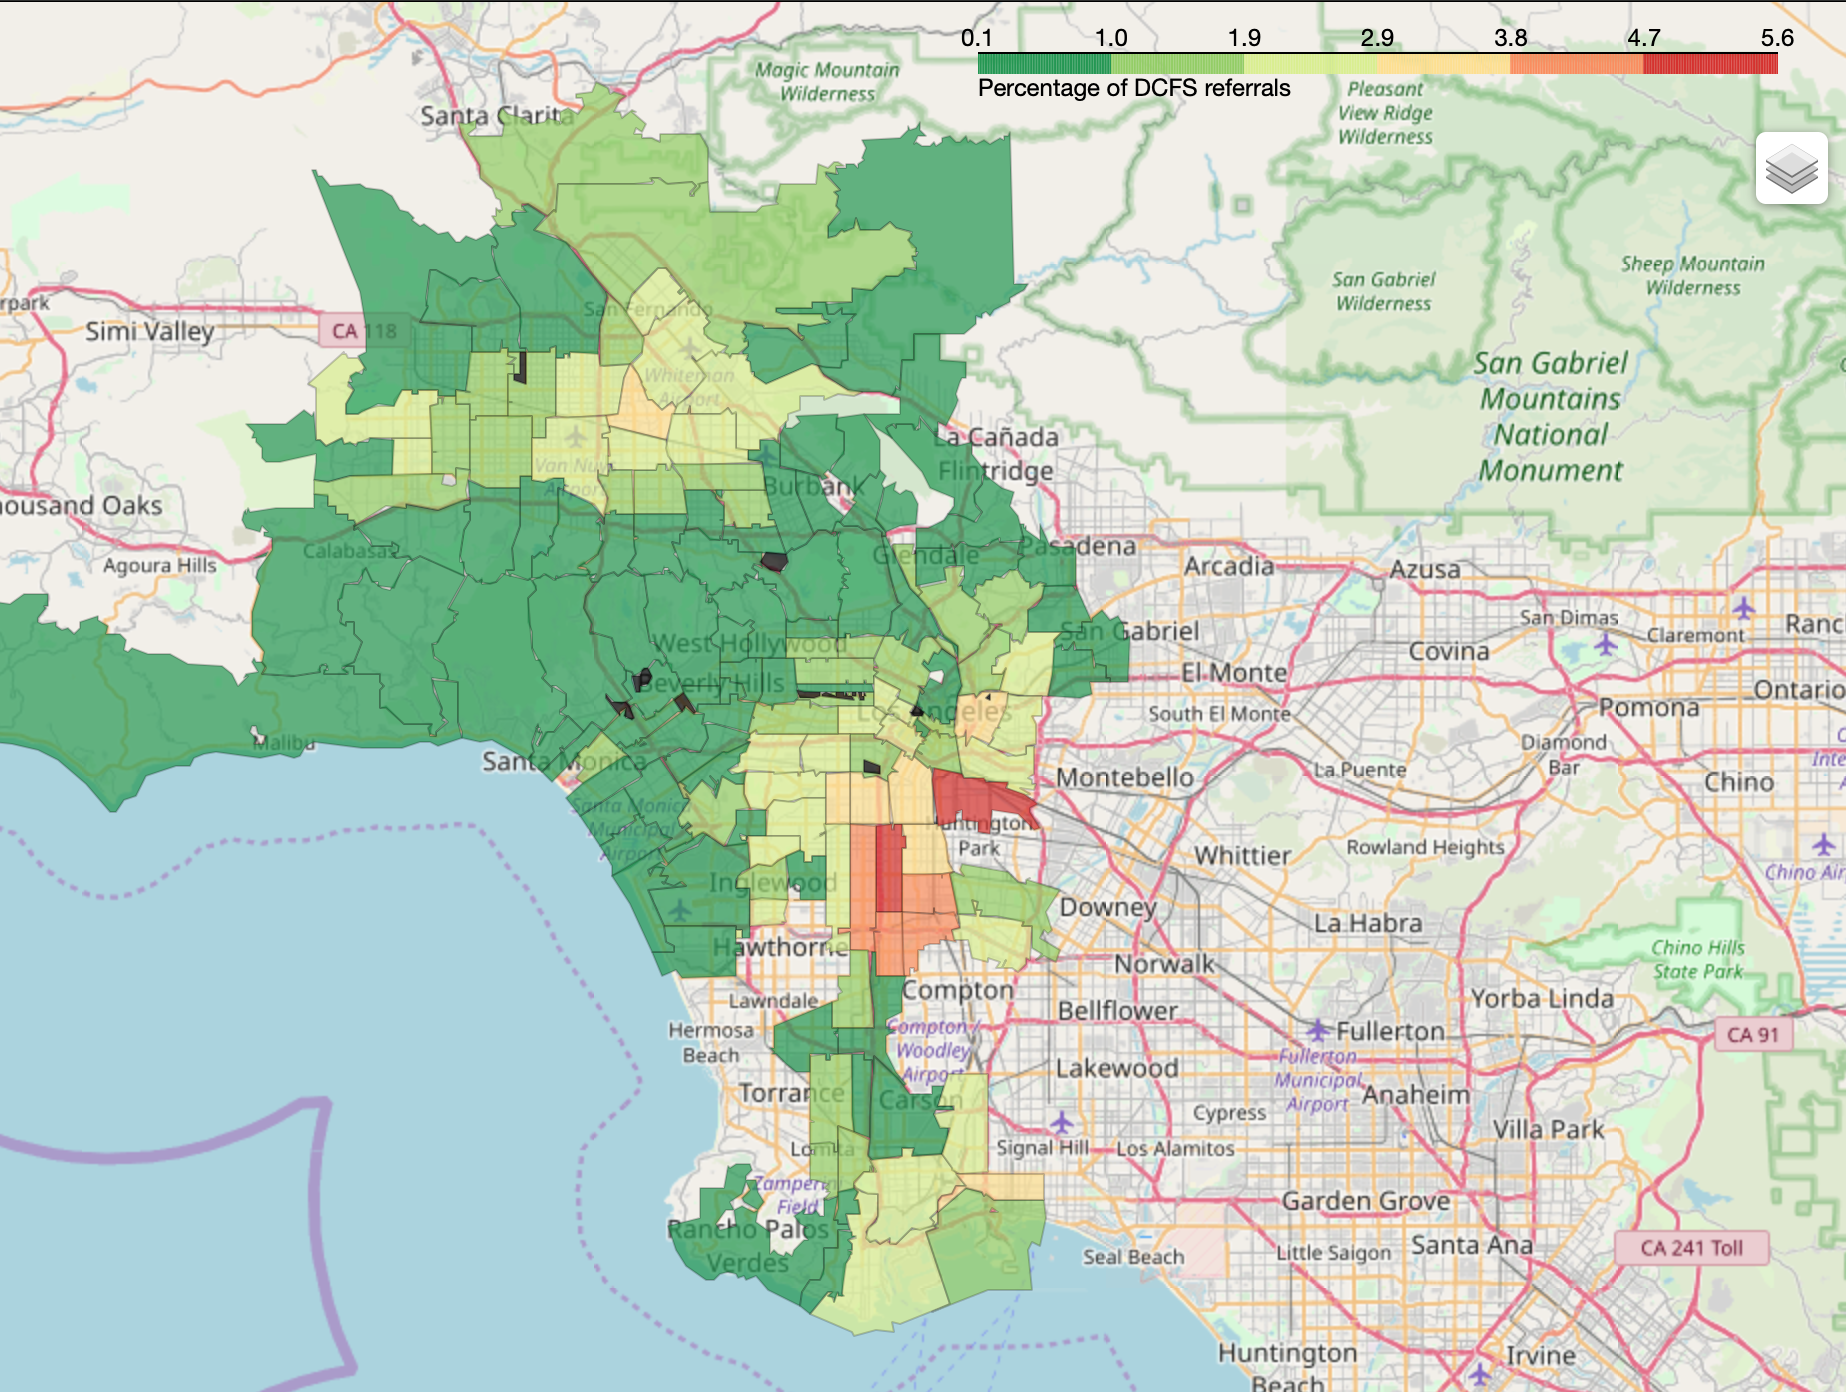 0.1 1.0 1.9 2.9 3.8 4.7 5.6
Percentage of DCFS referrals
Magic Mountain
Wilderness
Pleasant
View Ridge
Wilderness
Santa Clarita
San Gabriel
Wilderness
Sheep Mountain
Wilderness
rpark
Simi Valley
CA 118
San Fernando
Whiteman
Airport
San Gabriel
Mountains
National
Monument
La Cañada
Flintridge
Van Nuy
Airport
Burbank
housand Oaks
Calabasas
Agoura Hills
Glendale
Pasadena
Arcadia
Azusa
San Dimas
Claremont
Ranc
West Hollywood
San Gabriel
Covina
El Monte
Beverly Hills
Ontario
Los Angeles
South El Monte
Pomona
Malibu
Santa Monica
Diamond
Bar
Montebello
La Puente
Chino
Santa Monica
Municipal
Airport
Huntington
Park
Whittier
Rowland Heights
Chino Air
Inglewood
Downey
La Habra
Hawthorne
Chino Hills
State Park
Norwalk
Lawndale
Compton
Bellflower
Yorba Linda
Hermosa
Beach
Compton /
Woodley
Airport
Fullerton
CA 91
Fullerton
Municipal
Airport
Lakewood
Torrance
Carson
Anaheim
Cypress
Villa Park
Lomita
Signal Hill
Los Alamitos
Zamperini
Field
Garden Grove
Rancho Palos
Verdes
Seal Beach
Little Saigon
Santa Ana
CA 241 Toll
Huntington
Beach
Irvine